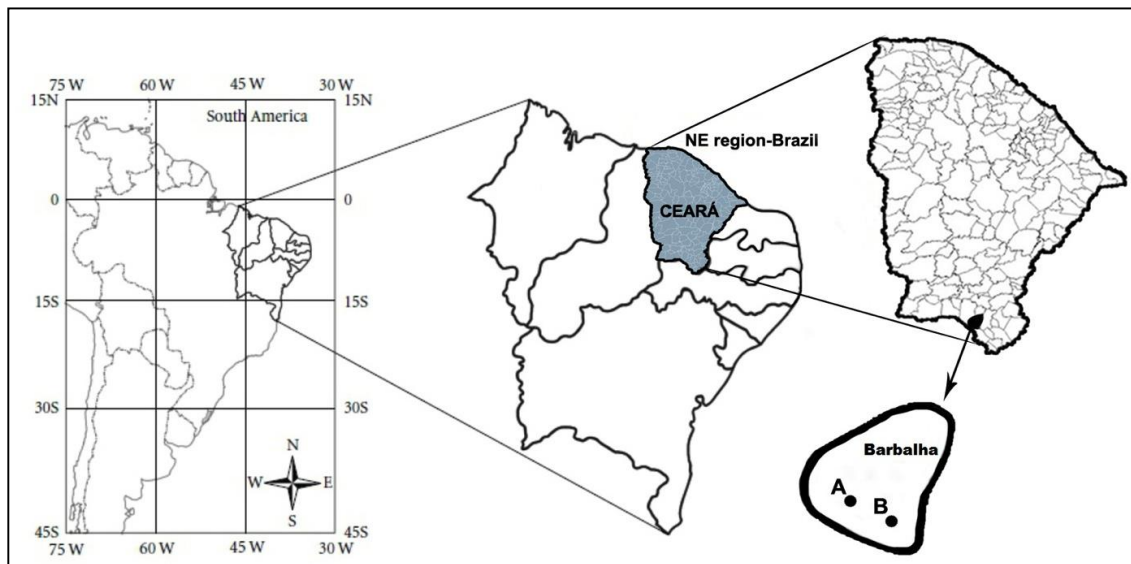 75 W 60 W 45 W 30 W
15N South America 15N
0 0
15S 15S
30S 30S
N
W E
S
45S 45S
75 W 60 W 45 W 30 W
NE region-Brazil
CEARÁ
Barbalha
A
B